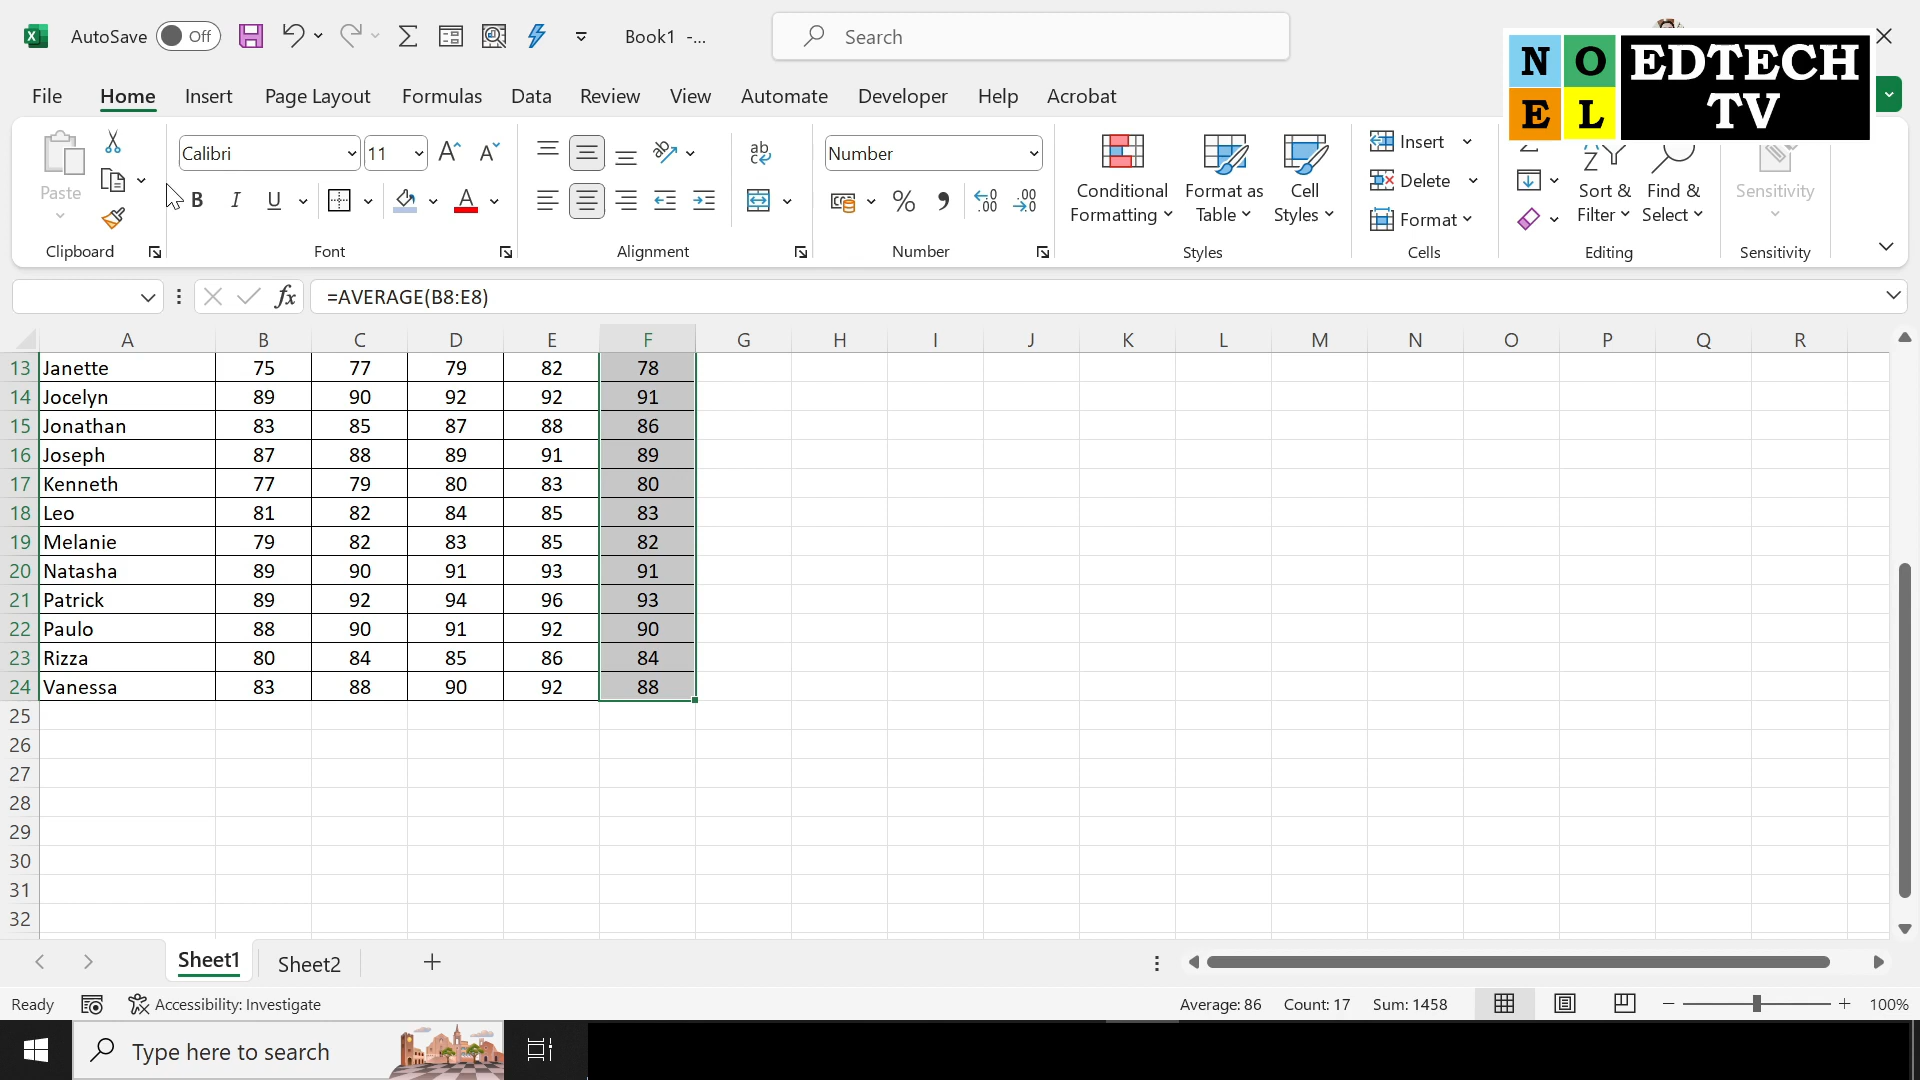 AutoSave Off Book1 -... Search
N O EDTECH
E L TV
File Home Insert Page Layout Formulas Data Review View Automate Developer Help Acrobat
Paste
Calibri 11 A A
B I U A
ab
c
Number
% , .00 .00
Conditional
Formatting
Format as
Table
Cell
Styles
Insert
Delete
Format
Sort &
Filter
Find &
Select
Sensitivity
Clipboard Font Alignment Number Styles Cells Editing Sensitivity
fx =AVERAGE(B8:E8)
A B C D E F G H I J K L M N O P Q R
13 Janette 75 77 79 82 78
14 Jocelyn 89 90 92 92 91
15 Jonathan 83 85 87 88 86
16 Joseph 87 88 89 91 89
17 Kenneth 77 79 80 83 80
18 Leo 81 82 84 85 83
19 Melanie 79 82 83 85 82
20 Natasha 89 90 91 93 91
21 Patrick 89 92 94 96 93
22 Paulo 88 90 91 92 90
23 Rizza 80 84 85 86 84
24 Vanessa 83 88 90 92 88
25
26
27
28
29
30
31
32
Sheet1 Sheet2
Ready Accessibility: Investigate Average: 86 Count: 17 Sum: 1458 100%
Type here to search